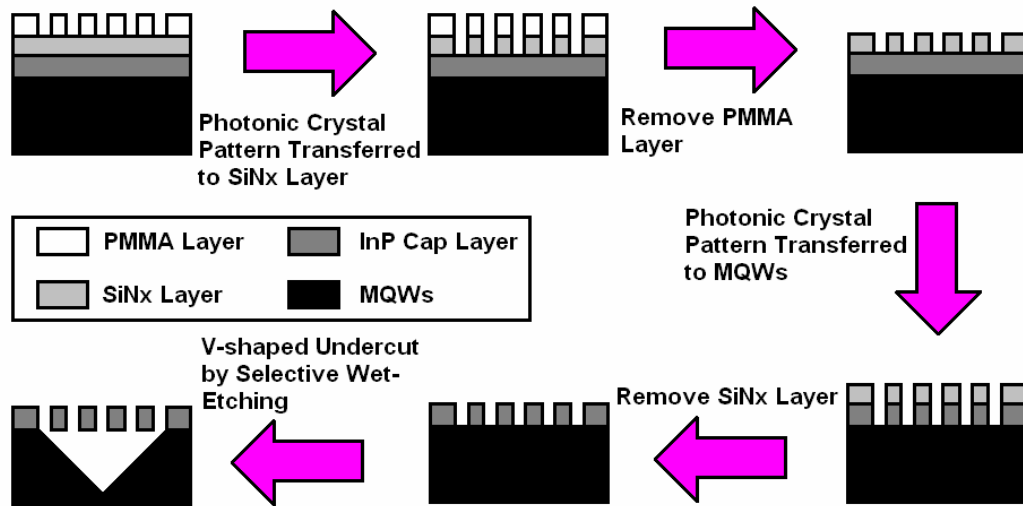 Photonic Crystal
Pattern Transferred
to SiNx Layer
Remove PMMA
Layer
Photonic Crystal
Pattern Transferred
to MQWs
PMMA Layer
InP Cap Layer
SiNx Layer
MQWs
Remove SiNx Layer
V-shaped Undercut
by Selective Wet-
Etching